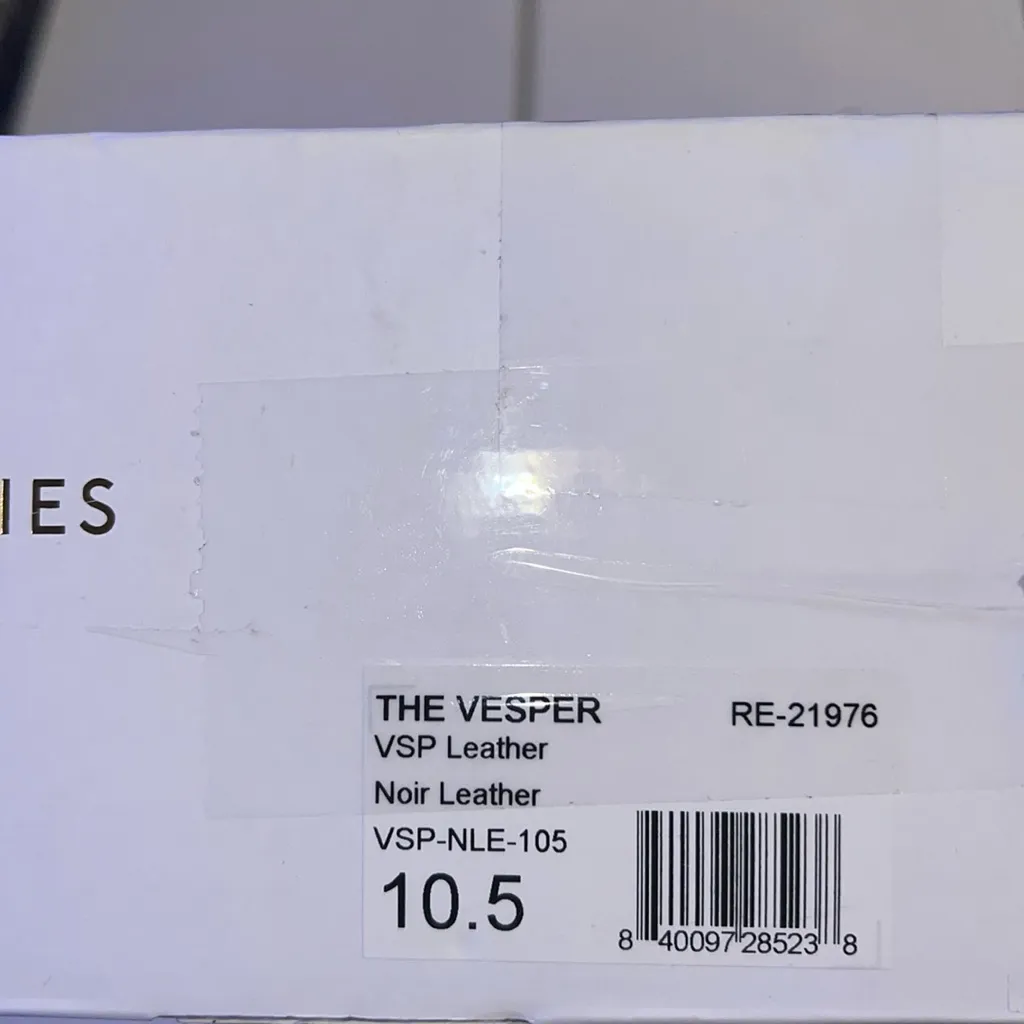 IES
THE VESPER RE-21976
VSP Leather
Noir Leather
VSP-NLE-105
10.5
8 40097 28523 8